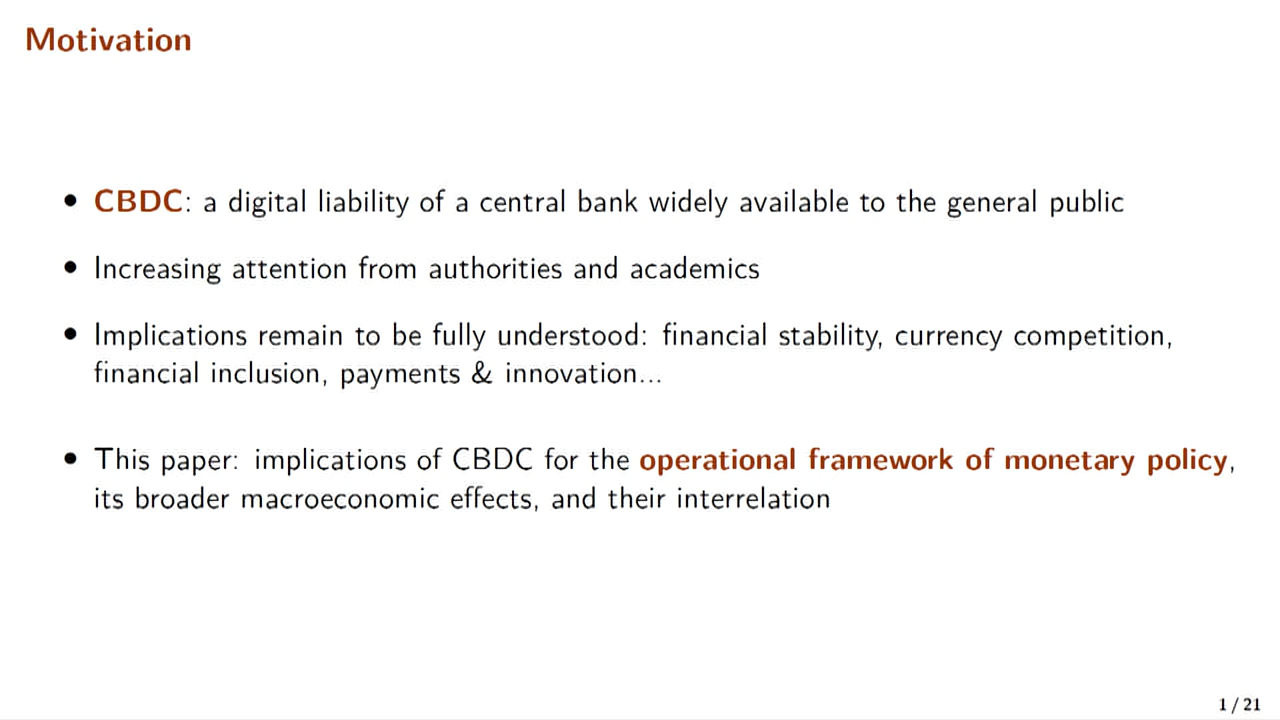 Motivation
• CBDC: a digital liability of a central bank widely available to the general public
• Increasing attention from authorities and academics
• Implications remain to be fully understood: financial stability, currency competition,
financial inclusion, payments & innovation...
• This paper: implications of CBDC for the operational framework of monetary policy,
its broader macroeconomic effects, and their interrelation
1 / 21